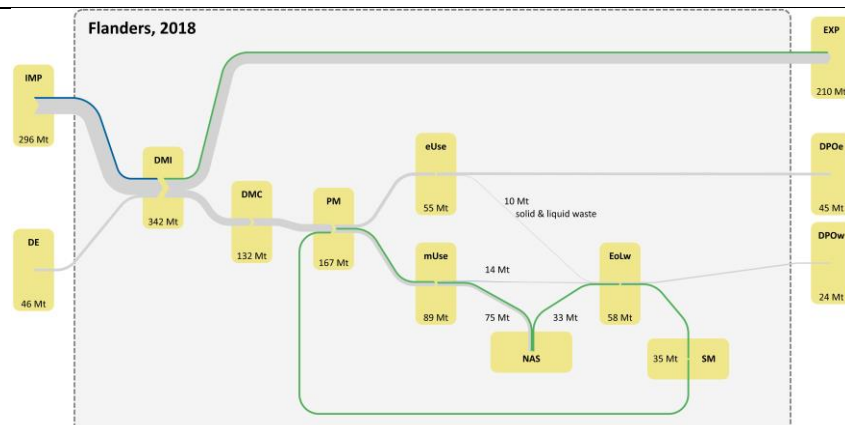 Flanders, 2018
EXP
210 Mt
IMP
296 Mt
DMI
342 Mt
eUse
55 Mt
DPOe
45 Mt
10 Mt
solid & liquid waste
DMC
132 Mt
PM
167 Mt
DE
46 Mt
mUse
89 Mt
14 Mt
75 Mt
33 Mt
EoLw
58 Mt
DPOw
24 Mt
NAS
35 Mt
SM